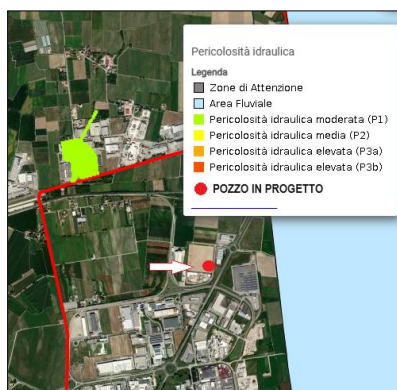 Pericolosità idraulica
Legenda
Zone di Attenzione
Area Fluviale
Pericolosità idraulica moderata (P1)
Pericolosità idraulica media (P2)
Pericolosità idraulica elevata (P3a)
Pericolosità idraulica elevata (P3b)
POZZO IN PROGETTO